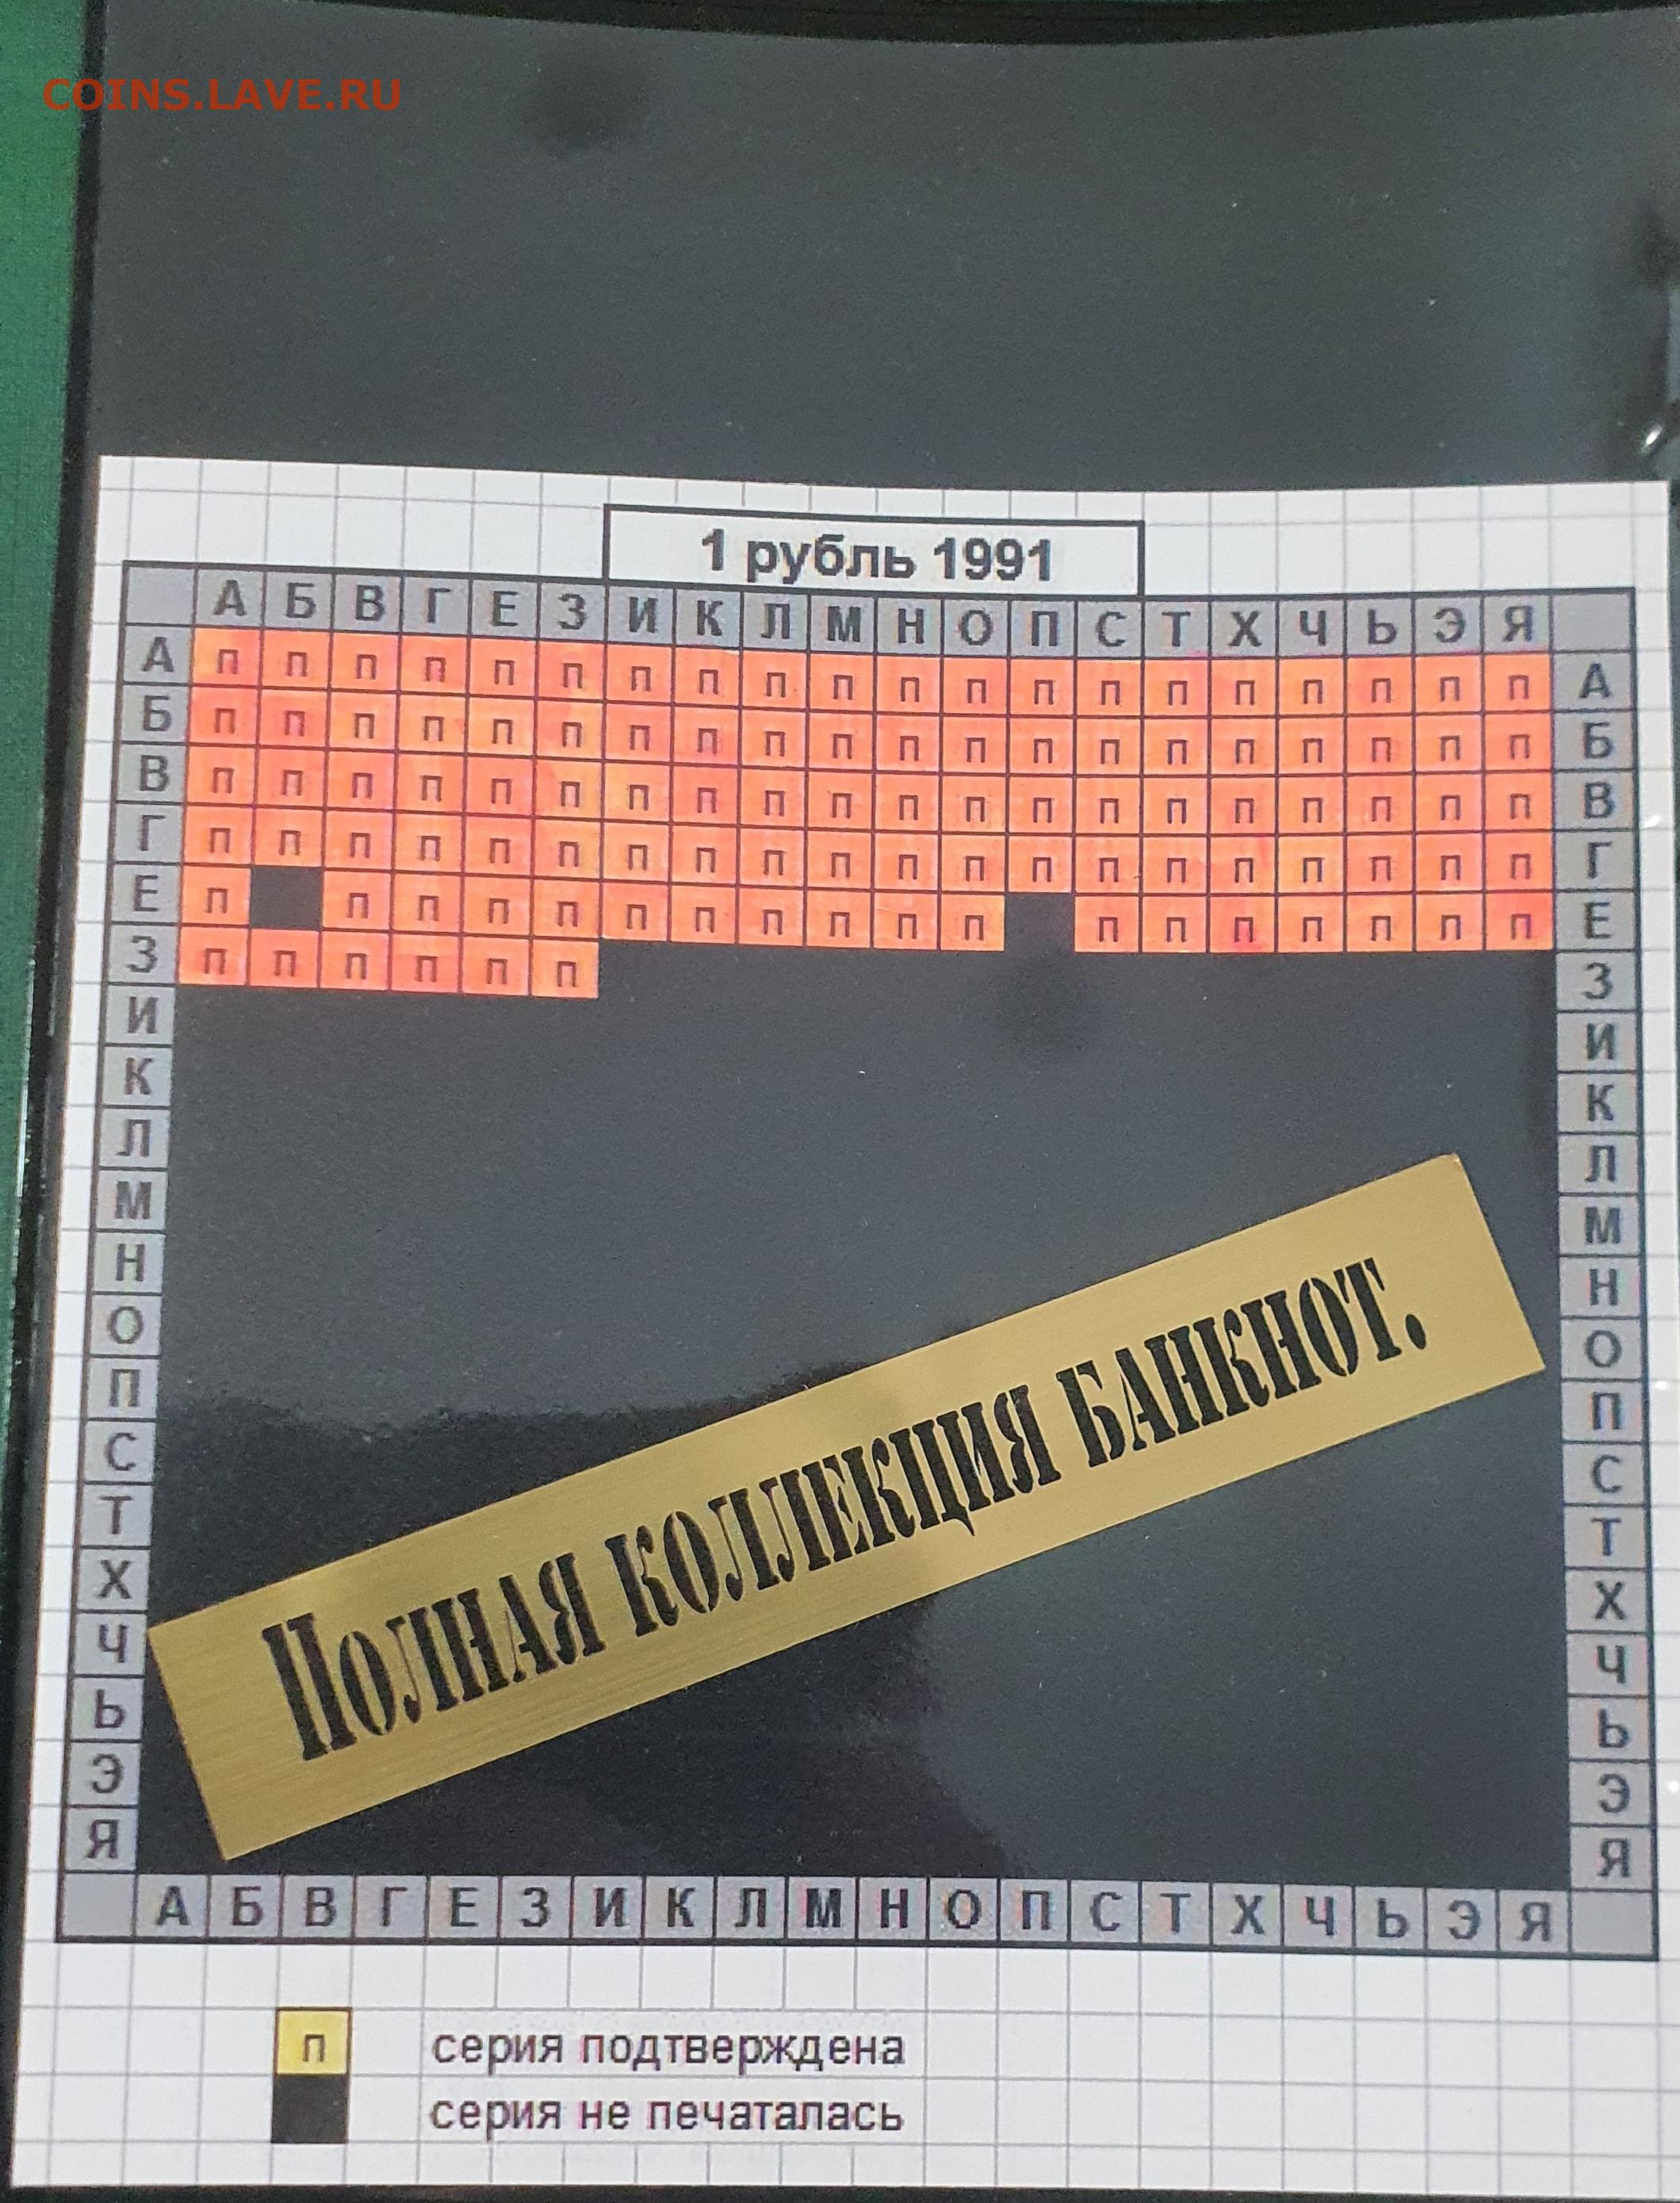 COINS.LAVE.RU
1 рубль 1991
А Б В Г Е З И К Л М Н О П С Т Х Ч Ь Э Я
А п п п п п п п п п п п п п п п п п п п п А
Б п п п п п п п п п п п п п п п п п п п п Б
В п п п п п п п п п п п п п п п п п п п п В
Г п п п п п п п п п п п п п п п п п п п п Г
Е п п п п п п п п п п п п п п п п п п Е
З п п п п п п З
И И
К К
Л Л
М М
Н Н
О О
П П
С С
Т Т
Х Х
Ч Ч
Ь Ь
Э Э
Я Я
Полная коллекция банкнот.
А Б В Г Е З И К Л М Н О П С Т Х Ч Ь Э Я
п серия подтверждена
серия не печаталась